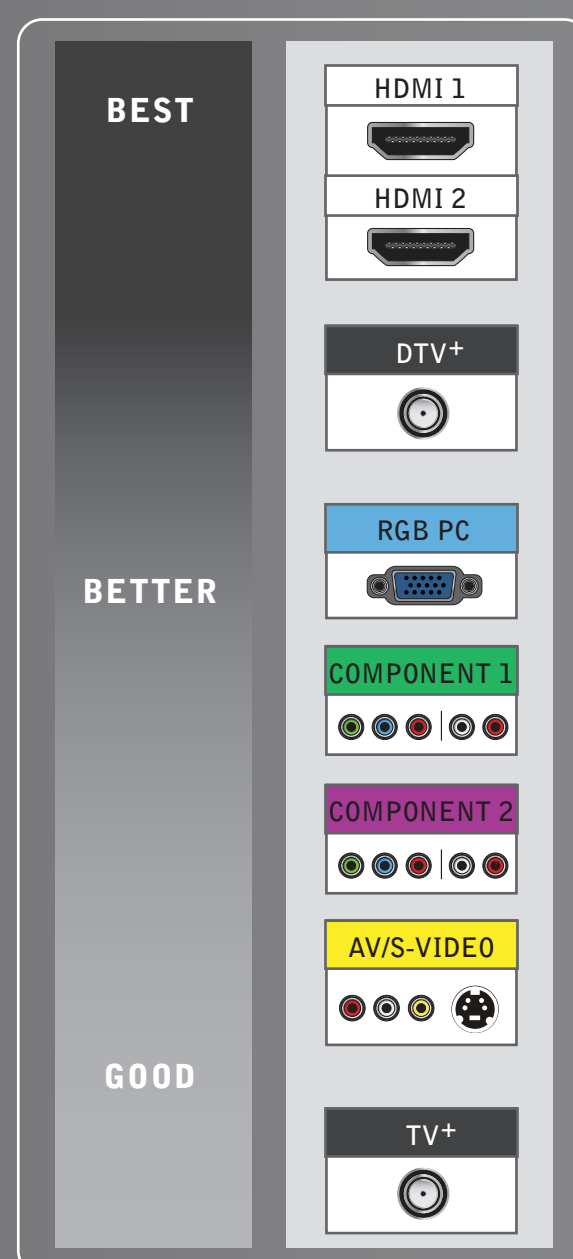 BEST
HDMI 1
HDMI 2
DTV+
RGB PC
BETTER
COMPONENT 1
COMPONENT 2
AV/S-VIDEO
GOOD
TV+